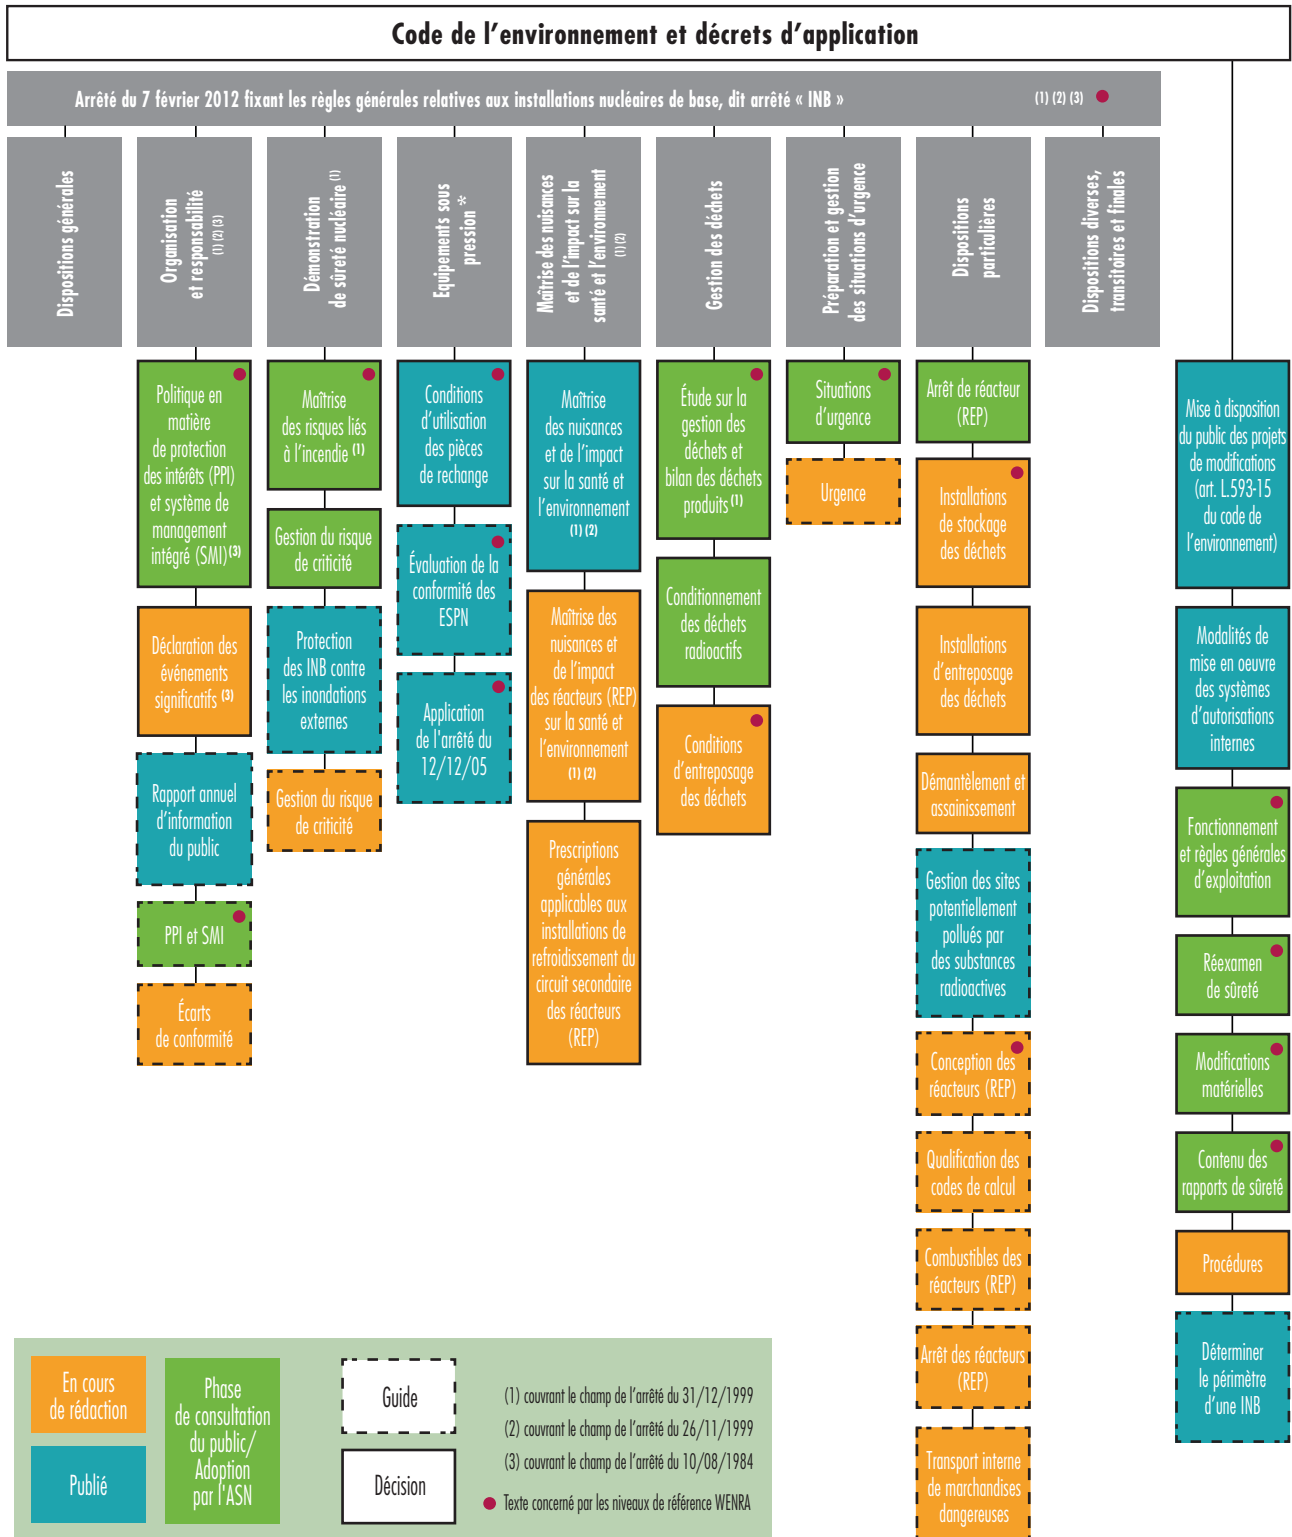 Code de l'environnement et décrets d'application
Arrêté du 7 février 2012 fixant les règles générales relatives aux installations nucléaires de base, dit arrêté « INB »
(1) (2) (3)
Dispositions générales
Organisation
et responsabilité
(1) (2) (3)
Démonstration
de sûreté nucléaire (1)
Equipements sous
pression *
Maîtrise des nuisances
et de l'impact sur la
santé et l'environnement
(1) (2)
Gestion des déchets
Préparation et gestion
des situations d'urgence
Dispositions
particulières
Dispositions diverses,
transitoires et finales
Politique en
matière
de protection
des intérêts (PPI)
et système de
management
intégré (SMI) (3)
Déclaration des
événements
significatifs (3)
Rapport annuel
d'information
du public
PPI et SMI
Écarts
de conformité
Maîtrise
des risques liés
à l'incendie (1)
Gestion du risque
de criticité
Protection
des INB contre
les inondations
externes
Gestion du risque
de criticité
Conditions
d'utilisation
des pièces
de rechange
Évaluation de la
conformité des
ESPN
Application
de l'arrêté du
12/12/05
Maîtrise
des nuisances
et de l'impact
sur la santé et
l'environnement
(1) (2)
Maîtrise des
nuisances et
de l'impact
des réacteurs (REP)
sur la santé et
l'environnement
(1) (2)
Prescriptions
générales
applicables aux
installations de
refroidissement du
circuit secondaire
des réacteurs
(REP)
Étude sur la
gestion des
déchets et
bilan des déchets
produits (1)
Conditionnement
des déchets
radioactifs
Conditions
d'entreposage
des déchets
Situations
d'urgence
Urgence
Arrêt de réacteur
(REP)
Installations
de stockage
des déchets
Installations
d'entreposage
des déchets
Démantèlement et
assainissement
Gestion des sites
potentiellement
pollués par
des substances
radioactives
Conception des
réacteurs (REP)
Qualification des
codes de calcul
Combustibles des
réacteurs (REP)
Arrêt des réacteurs
(REP)
Transport interne
de marchandises
dangereuses
Mise à disposition
du public des projets
de modifications
(art. L.593-15
du code de
l'environnement)
Modalités de
mise en oeuvre
des systèmes
d'autorisations
internes
Fonctionnement
et règles générales
d'exploitation
Réexamen
de sûreté
Modifications
matérielles
Contenu des
rapports de sûreté
Procédures
Déterminer
le périmètre
d'une INB
En cours
de rédaction
Publié
Phase
de consultation
du public/
Adoption
par l'ASN
Guide
Décision
(1) couvrant le champ de l'arrêté du 31/12/1999
(2) couvrant le champ de l'arrêté du 26/11/1999
(3) couvrant le champ de l'arrêté du 10/08/1984
Texte concerné par les niveaux de référence WENRA